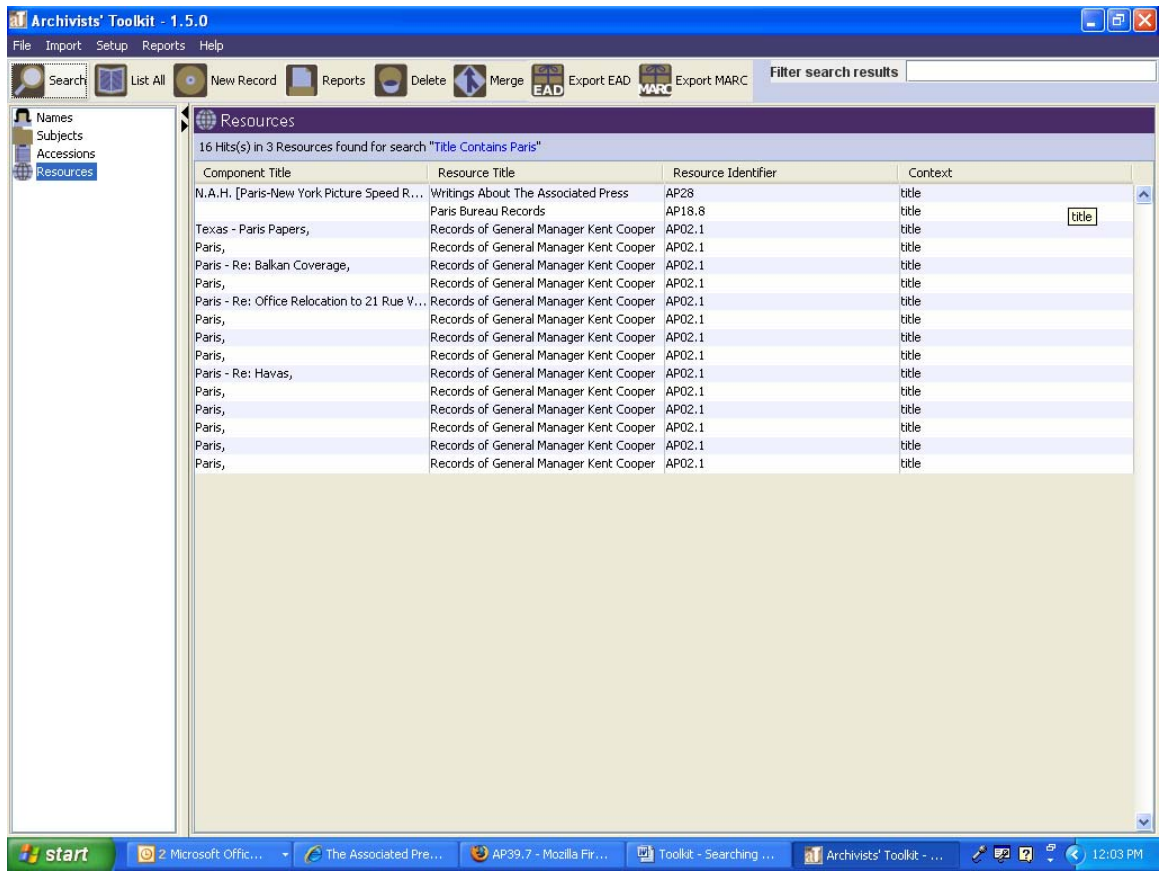 Archivists' Toolkit - 1.5.0
File Import Setup Reports Help
Search List All New Record Reports Delete Merge EAD Export EAD MARC Export MARC Filter search results
Names
Subjects
Accessions
Resources
Resources
16 Hits(s) in 3 Resources found for search "Title Contains Paris"
Component Title Resource Title Resource Identifier Context
N.A.H. [Paris-New York Picture Speed R... Writings About The Associated Press AP28 title
Paris Bureau Records AP18.8 title
title
Texas - Paris Papers, Records of General Manager Kent Cooper AP02.1 title
Paris, Records of General Manager Kent Cooper AP02.1 title
Paris - Re: Balkan Coverage, Records of General Manager Kent Cooper AP02.1 title
Paris, Records of General Manager Kent Cooper AP02.1 title
Paris - Re: Office Relocation to 21 Rue V... Records of General Manager Kent Cooper AP02.1 title
Paris, Records of General Manager Kent Cooper AP02.1 title
Paris, Records of General Manager Kent Cooper AP02.1 title
Paris, Records of General Manager Kent Cooper AP02.1 title
Paris - Re: Havas, Records of General Manager Kent Cooper AP02.1 title
Paris, Records of General Manager Kent Cooper AP02.1 title
Paris, Records of General Manager Kent Cooper AP02.1 title
Paris, Records of General Manager Kent Cooper AP02.1 title
Paris, Records of General Manager Kent Cooper AP02.1 title
Paris, Records of General Manager Kent Cooper AP02.1 title
start 2 Microsoft Offic... The Associated Pre... AP39.7 - Mozilla Fir... Toolkit - Searching ... Archivists' Toolkit - ... 12:03 PM